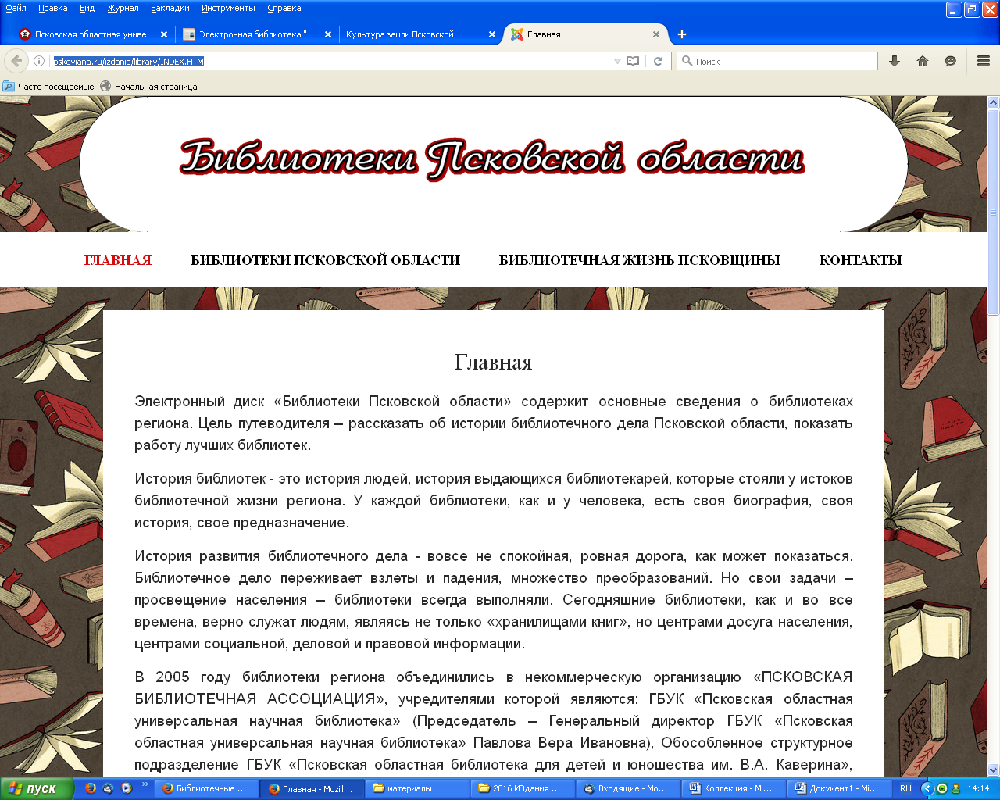 Файл Правка Вид Журнал Закладки Инструменты Справка
Псковская областная униве... Электронная библиотека "... Культура земли Псковской Главная
pskoviana.ru/izdania/library/INDEX.HTM Поиск
Часто посещаемые Начальная страница
Библиотеки Псковской области
ГЛАВНАЯ БИБЛИОТЕКИ ПСКОВСКОЙ ОБЛАСТИ БИБЛИОТЕЧНАЯ ЖИЗНЬ ПСКОВЩИНЫ КОНТАКТЫ
Главная
Электронный диск «Библиотеки Псковской области» содержит основные сведения о библиотеках
региона. Цель путеводителя – рассказать об истории библиотечного дела Псковской области, показать
работу лучших библиотек.
История библиотек - это история людей, история выдающихся библиотекарей, которые стояли у истоков
библиотечной жизни региона. У каждой библиотеки, как и у человека, есть своя биография, своя
история, свое предназначение.
История развития библиотечного дела - вовсе не спокойная, ровная дорога, как может показаться.
Библиотечное дело переживает взлеты и падения, множество преобразований. Но свои задачи –
просвещение населения – библиотеки всегда выполняли. Сегодняшние библиотеки, как и во все
времена, верно служат людям, являясь не только «хранилищами книг», но центрами досуга населения,
центрами социальной, деловой и правовой информации.
В 2005 году библиотеки региона объединились в некоммерческую организацию «ПСКОВСКАЯ
БИБЛИОТЕЧНАЯ АССОЦИАЦИЯ», учредителями которой являются: ГБУК «Псковская областная
универсальная научная библиотека» (Председатель – Генеральный директор ГБУК «Псковская
областная универсальная научная библиотека» Павлова Вера Ивановна), Обособленное структурное
подразделение ГБУК «Псковская областная библиотека для детей и юношества им. В.А. Каверина»,
пуск Библиотечные ... Главная - Mozill... материалы 2016 ИЗдания ... Входящие - Mo... Коллекция - Mi... Документ1 - Mi... RU 14:14